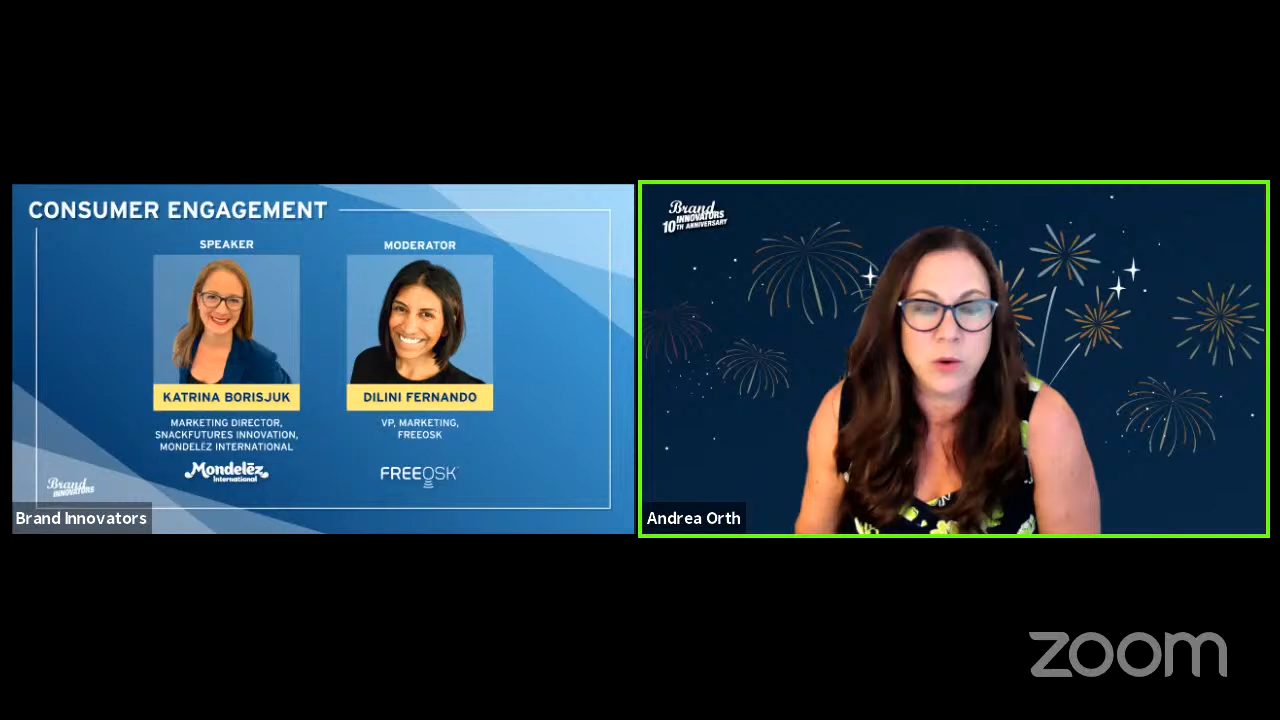 CONSUMER ENGAGEMENT
SPEAKER
KATRINA BORISJUK
MARKETING DIRECTOR,
SNACKFUTURES INNOVATION,
MONDELĒZ INTERNATIONAL
Mondelēz
International
MODERATOR
DILINI FERNANDO
VP, MARKETING,
FREEOSK
FREEOSK
Brand
INNOVATORS
Brand Innovators
Brand
INNOVATORS
10TH ANNIVERSARY
Andrea Orth
zoom